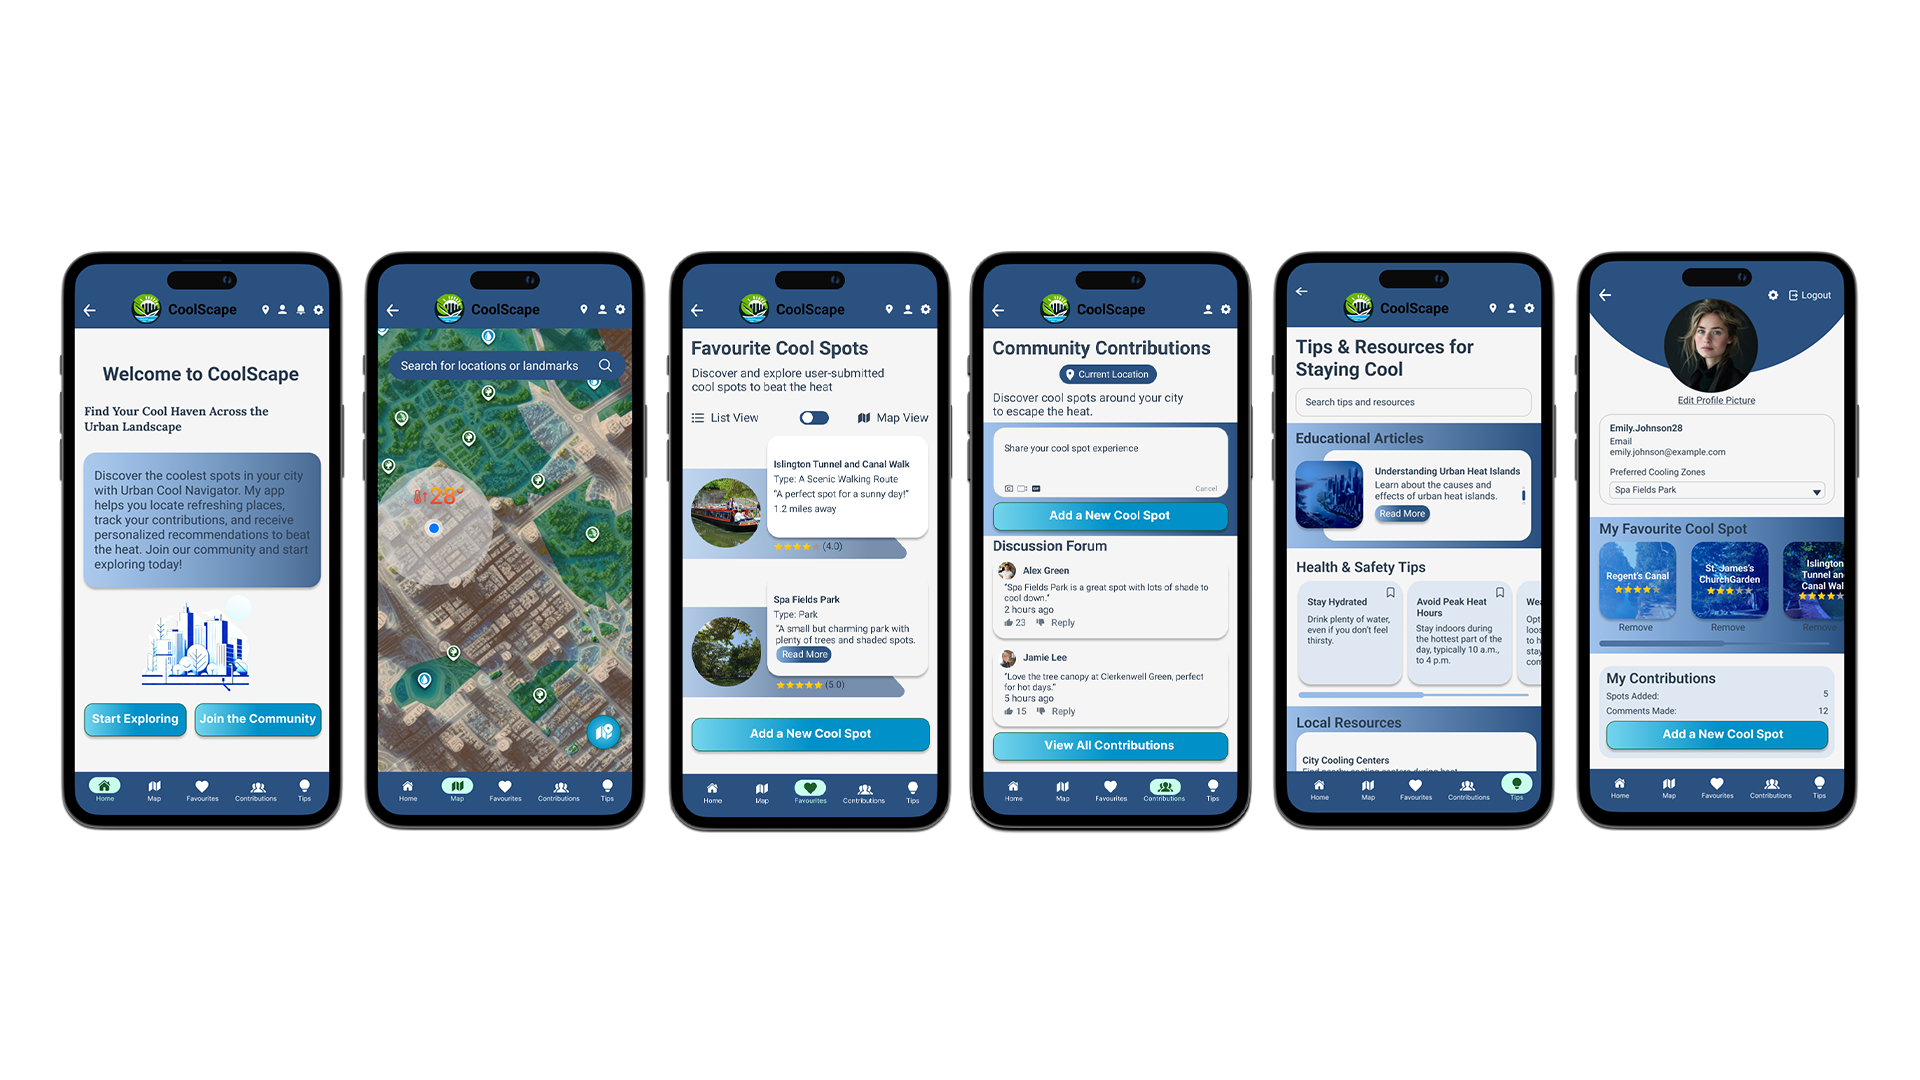 CoolScape
Welcome to CoolScape
Find Your Cool Haven Across the
Urban Landscape
Discover the coolest spots in your city
with Urban Cool Navigator. My app
helps you locate refreshing places,
track your contributions, and receive
personalized recommendations to beat
the heat. Join our community and start
exploring today!
Start Exploring
Join the Community
Home
Map
Favourites
Contributions
Tips
CoolScape
Search for locations or landmarks
28°
Home
Map
Favourites
Contributions
Tips
CoolScape
Favourite Cool Spots
Discover and explore user-submitted
cool spots to beat the heat
List View
Map View
Islington Tunnel and Canal Walk
Type: A Scenic Walking Route
“A perfect spot for a sunny day!”
1.2 miles away
(4.0)
Spa Fields Park
Type: Park
“A small but charming park with
plenty of trees and shaded spots.
Read More
(5.0)
Add a New Cool Spot
Home
Map
Favourites
Contributions
Tips
CoolScape
Community Contributions
Current Location
Discover cool spots around your city
to escape the heat.
Share your cool spot experience
Cancel
Add a New Cool Spot
Discussion Forum
Alex Green
“Spa Fields Park is a great spot with lots of shade to
cool down.”
2 hours ago
23 Reply
Jamie Lee
“Love the tree canopy at Clerkenwell Green, perfect
for hot days.”
5 hours ago
15 Reply
View All Contributions
Home
Map
Favourites
Contributions
Tips
CoolScape
Tips & Resources for
Staying Cool
Search tips and resources
Educational Articles
Understanding Urban Heat Islands
Learn about the causes and
effects of urban heat islands.
Read More
Health & Safety Tips
Stay Hydrated
Drink plenty of water,
even if you don’t feel
thirsty.
Avoid Peak Heat
Hours
Stay indoors during
the hottest part of the
day, typically 10 a.m.,
to 4 p.m.
Wea
Opt
loos
to h
stay
com
Local Resources
City Cooling Centers
Find nearby cooling centers during heat
Home
Map
Favourites
Contributions
Tips
Logout
Edit Profile Picture
Emily.Johnson28
Email
emily.johnson@example.com
Preferred Cooling Zones
Spa Fields Park
My Favourite Cool Spot
Regent’s Canal
Remove
St. James’s
ChurchGarden
Remove
Islington
Tunnel an
Canal Wal
Remove
My Contributions
Spots Added: 5
Comments Made: 12
Add a New Cool Spot
Home
Map
Favourites
Contributions
Tips